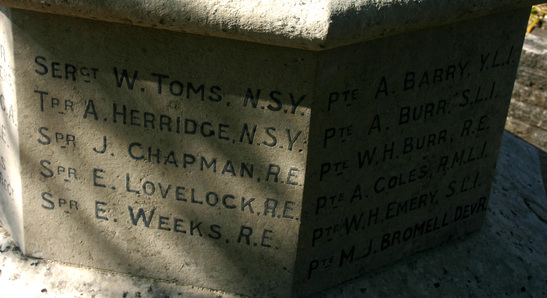 SERGT W. TOMS, N.S.Y.
TPR A. HERRIDGE, N.S.Y.
SPR J. CHAPMAN, R.E.
SPR E. LOVELOCK, R.E.
SPR E. WEEKS, R.E.
PTE A. BARRY, Y.L.I.
PTE A. BURR, S.L.I.
PTE W. H. BURR, R.E.
PTE A. COLES, R.M.L.I.
PTE W. H. EMERY, S.L.I.
PTE M. J. BROMELL, DEVR.